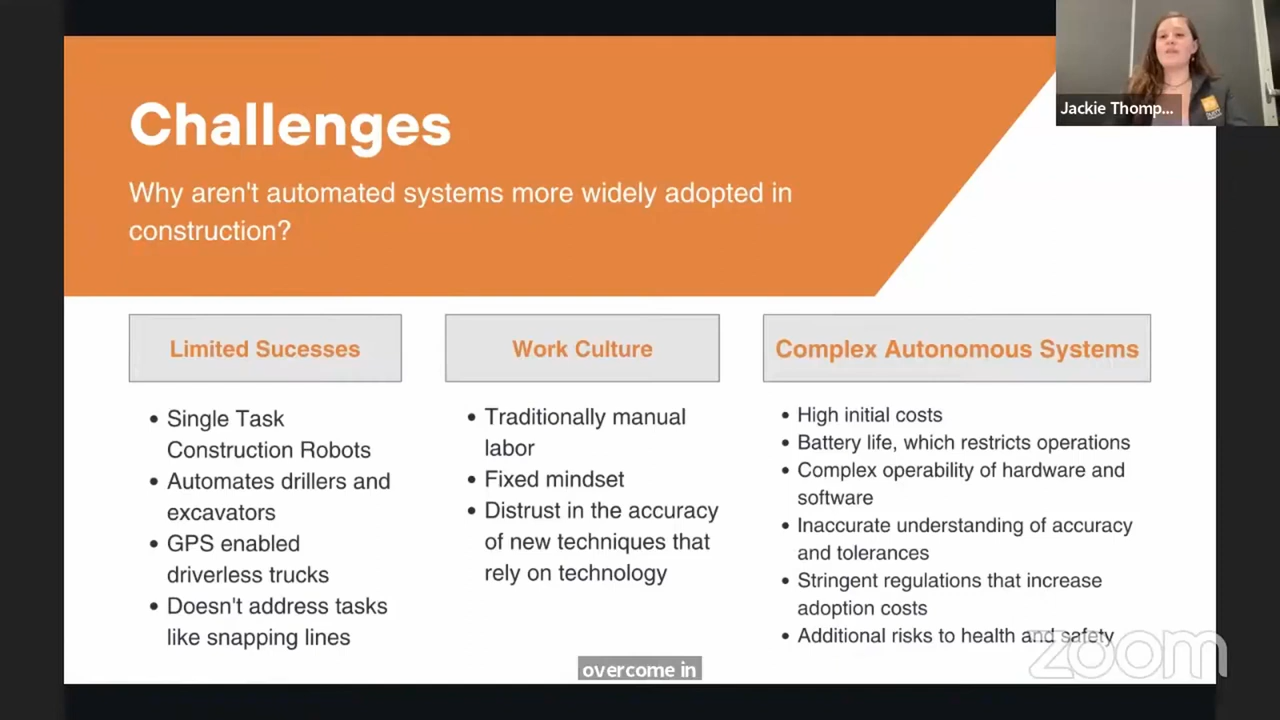 Challenges
Why aren't automated systems more widely adopted in
construction?
Jackie Thomp...
Limited Sucesses
Single Task
Construction Robots
Automates drillers and
excavators
GPS enabled
driverless trucks
Doesn't address tasks
like snapping lines
Work Culture
Traditionally manual
labor
Fixed mindset
Distrust in the accuracy
of new techniques that
rely on technology
Complex Autonomous Systems
High initial costs
Battery life, which restricts operations
Complex operability of hardware and
software
Inaccurate understanding of accuracy
and tolerances
Stringent regulations that increase
adoption costs
Additional risks to health and safety
overcome in
zoom